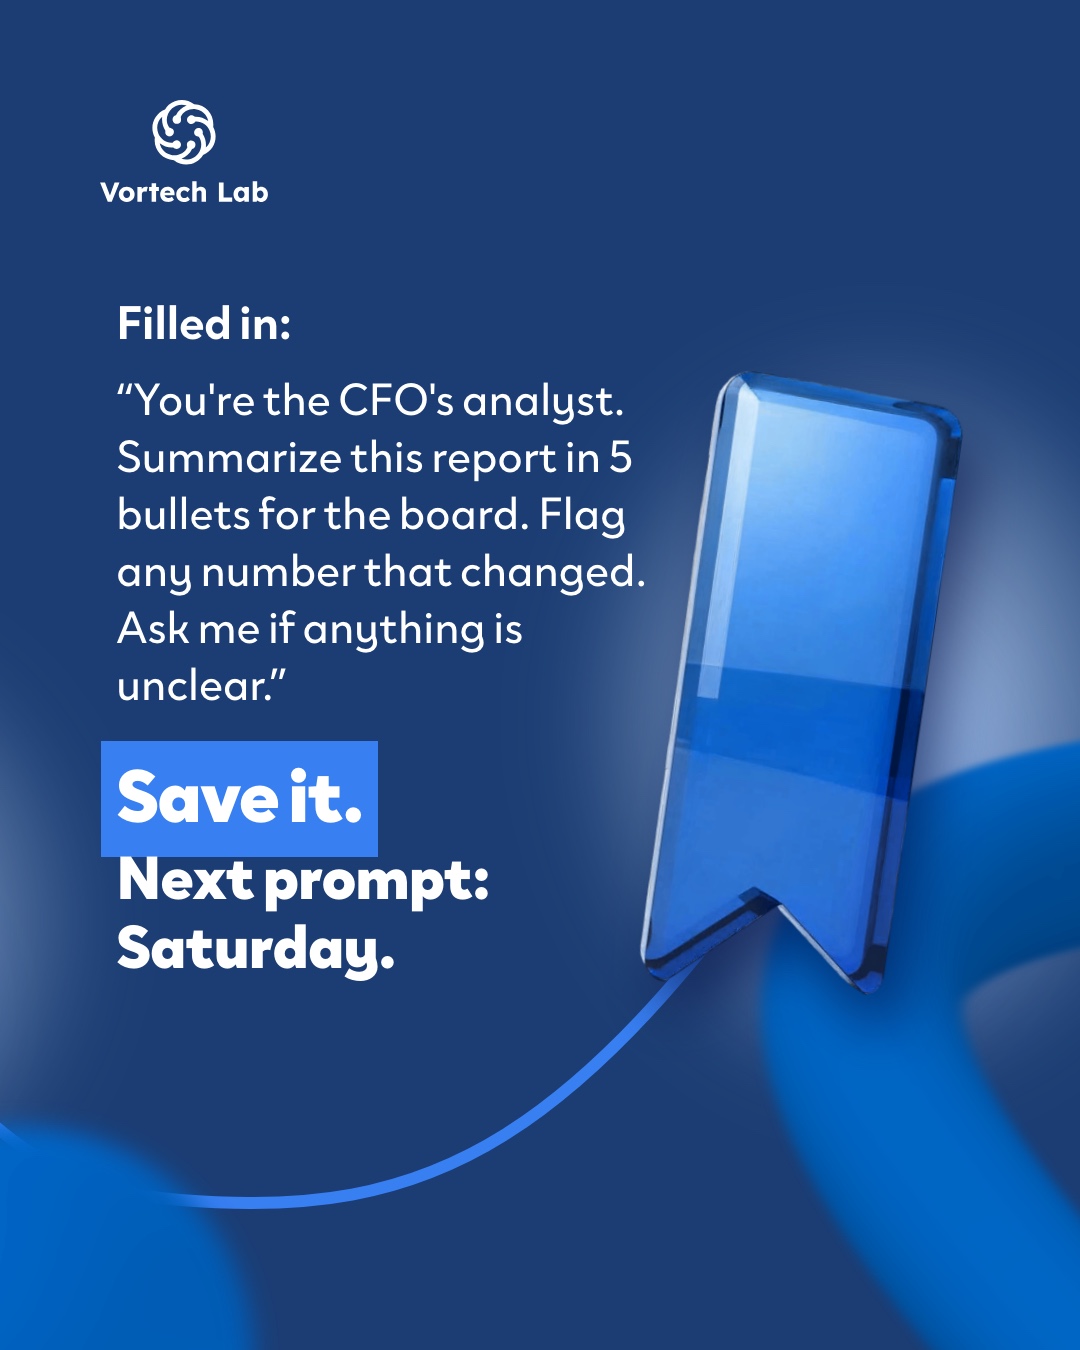 Vortech Lab
Filled in:
“You're the CFO's analyst.
Summarize this report in 5
bullets for the board. Flag
any number that changed.
Ask me if anything is
unclear.”
Save it.
Next prompt:
Saturday.